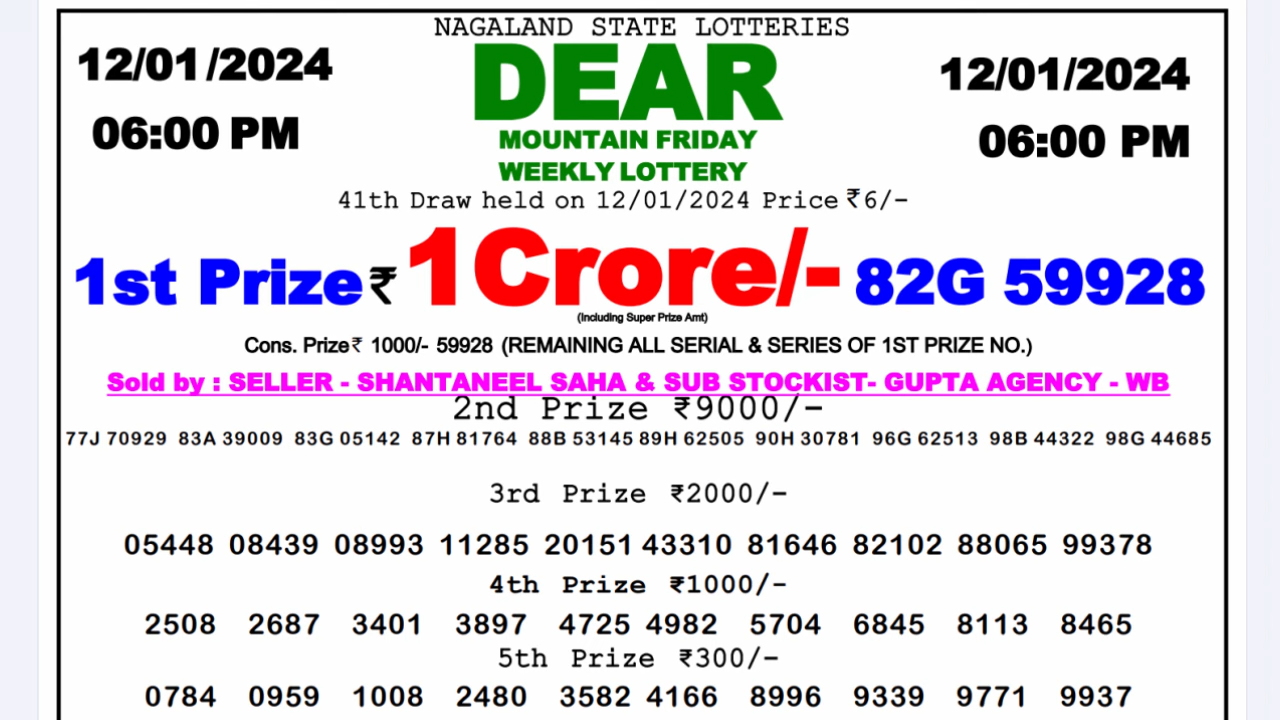 NAGALAND STATE LOTTERIES
12/01/2024
06:00 PM
DEAR
MOUNTAIN FRIDAY
WEEKLY LOTTERY
12/01/2024
06:00 PM
41th Draw held on 12/01/2024 Price ₹6/-
1st Prize ₹ 1Crore/- 82G 59928
(Including Super Prize Amt)
Cons. Prize₹ 1000/- 59928 (REMAINING ALL SERIAL & SERIES OF 1ST PRIZE NO.)
Sold by : SELLER - SHANTANEEL SAHA & SUB STOCKIST- GUPTA AGENCY - WB
2nd Prize ₹9000/-
77J 70929 83A 39009 83G 05142 87H 81764 88B 53145 89H 62505 90H 30781 96G 62513 98B 44322 98G 44685
3rd Prize ₹2000/-
05448 08439 08993 11285 20151 43310 81646 82102 88065 99378
4th Prize ₹1000/-
2508 2687 3401 3897 4725 4982 5704 6845 8113 8465
5th Prize ₹300/-
0784 0959 1008 2480 3582 4166 8996 9339 9771 9937